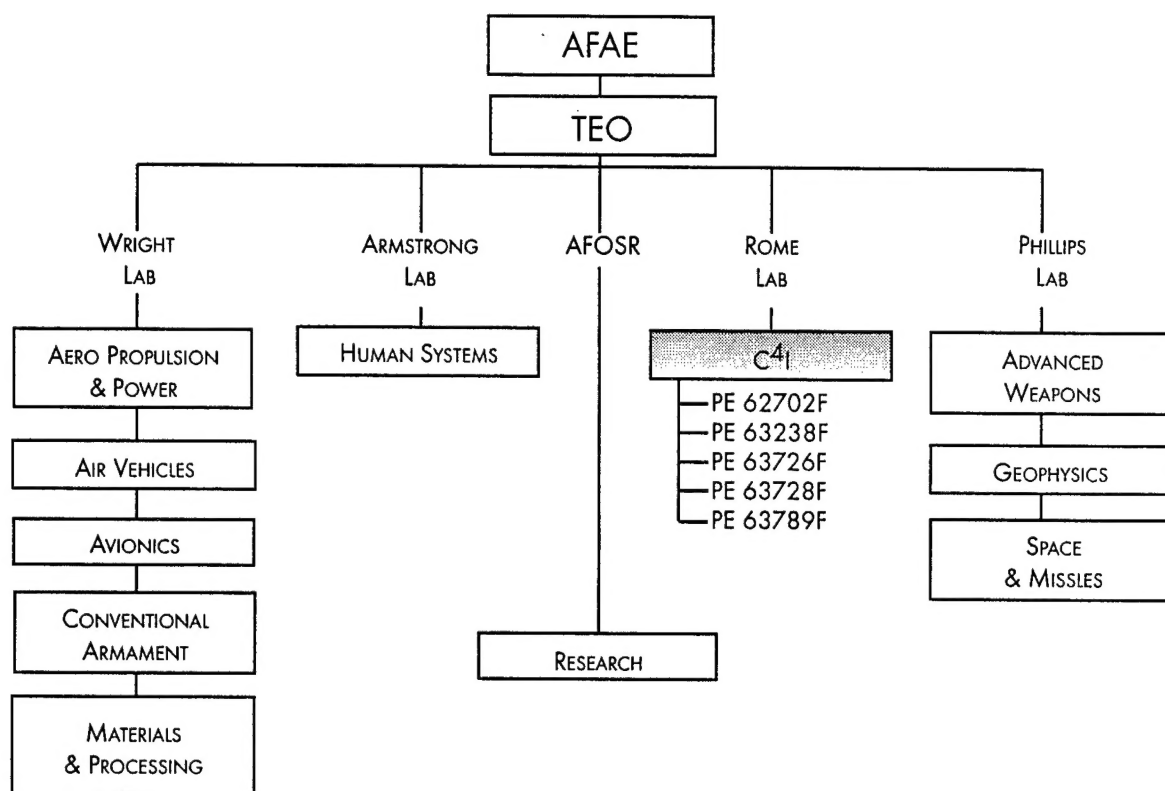 AFAE
TEO
WRIGHT
LAB
AERO PROPULSION
& POWER
AIR VEHICLES
AVIONICS
CONVENTIONAL
ARMAMENT
MATERIALS
& PROCESSING
ARMSTRONG
LAB
HUMAN SYSTEMS
AFOSR
RESEARCH
ROME
LAB
C⁴I
PE 62702F
PE 63238F
PE 63726F
PE 63728F
PE 63789F
PHILLIPS
LAB
ADVANCED
WEAPONS
GEOPHYSICS
SPACE
& MISSLES